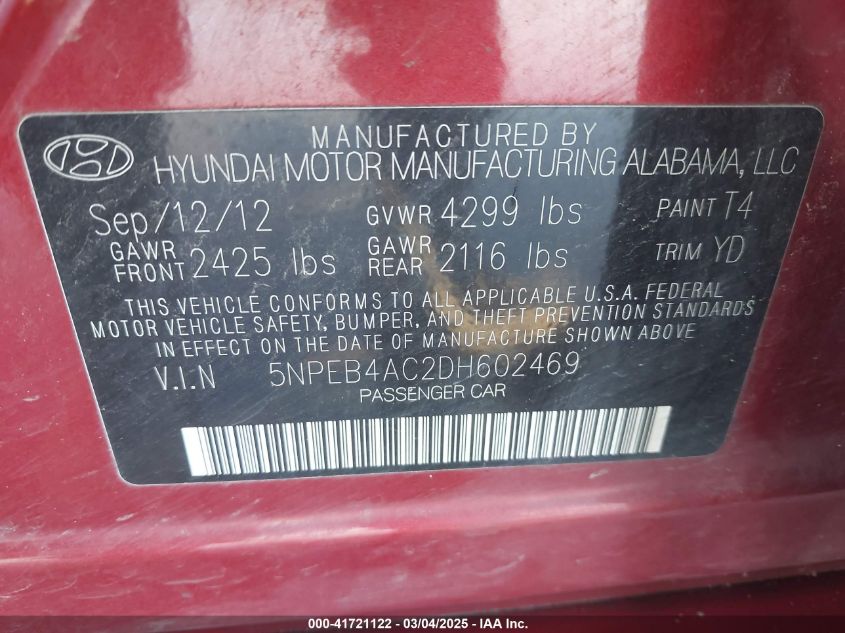 MANUFACTURED BY
HYUNDAI MOTOR MANUFACTURING ALABAMA, LLC
Sep/12/12 GVWR 4299 lbs PAINT T4
GAWR FRONT 2425 lbs GAWR REAR 2116 lbs TRIM YD
THIS VEHICLE CONFORMS TO ALL APPLICABLE U.S.A. FEDERAL
MOTOR VEHICLE SAFETY, BUMPER, AND THEFT PREVENTION STANDARDS
IN EFFECT ON THE DATE OF MANUFACTURE SHOWN ABOVE
V.I.N 5NPEB4AC2DH602469
PASSENGER CAR
000-41721122 - 03/04/2025 - IAA Inc.